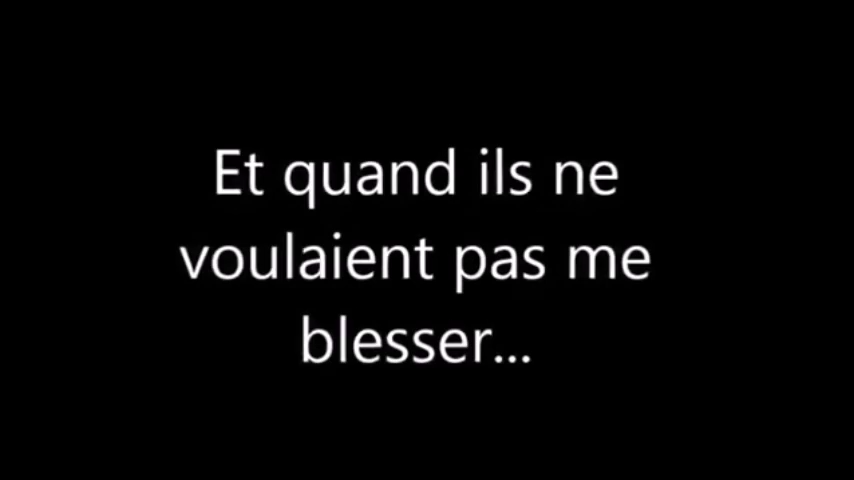 Et quand ils ne
voulaient pas me
blesser...